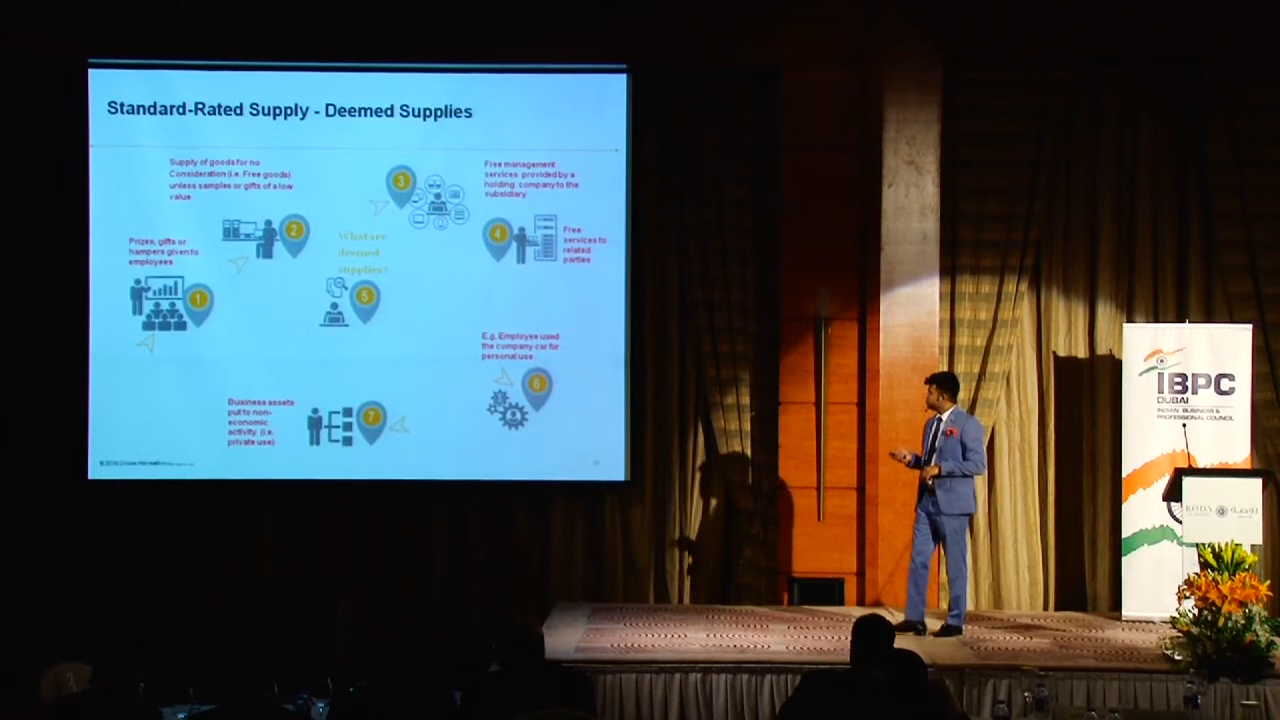 Standard-Rated Supply - Deemed Supplies
Supply of goods for no
Consideration (i.e. Free goods)
unless samples or gifts of a low
value
3
Free management
services provided by a
holding company to the
subsidiary
2
4
Free
services to
related
parties
Prizes, gifts or
hampers given to
employees
What are
deemed
supplies?
1
5
E.g. Employee used
the company car for
personal use
6
Business assets
put to non-
economic
activity (i.e.
private use)
7
IBPC
DUBAI
INDIAN BUSINESS &
PROFESSIONAL COUNCIL
RODA